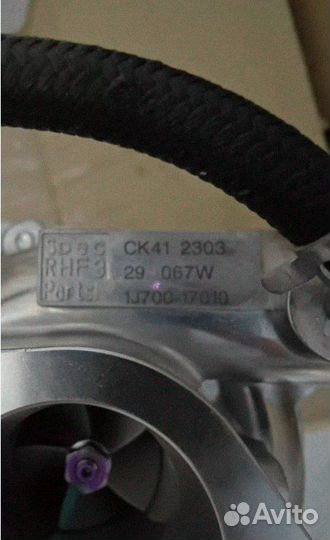 Spec CK41 2303
RHF3 29 067W
Parts 1J700-17010
Avito